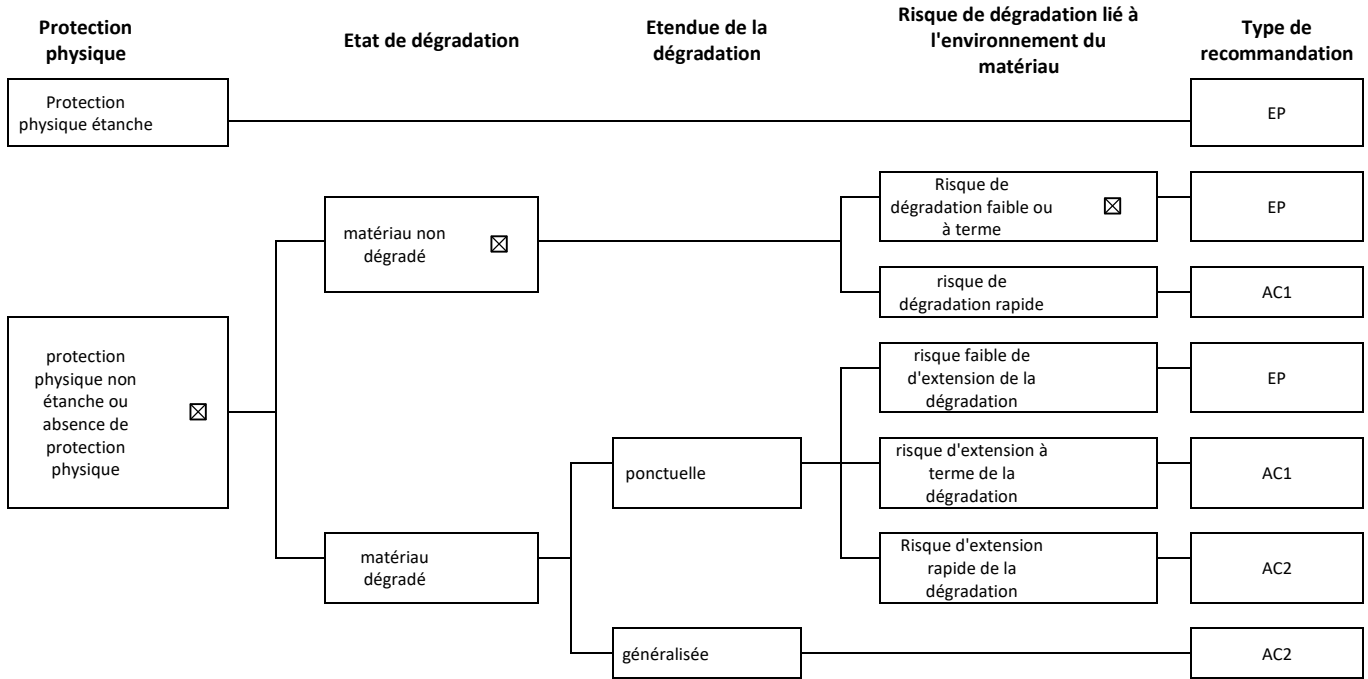 Protection
physique
Etat de dégradation
Etendue de la
dégradation
Risque de dégradation lié à
l'environnement du
matériau
Type de
recommandation
Protection
physique étanche
EP
protection
physique non
étanche ou
absence de
protection
physique
☒
matériau non
dégradé
☒
Risque de
dégradation faible ou
à terme
☒
EP
risque de
dégradation rapide
AC1
matériau
dégradé
ponctuelle
risque faible de
d'extension de la
dégradation
EP
risque d'extension à
terme de la
dégradation
AC1
Risque d'extension
rapide de la
dégradation
AC2
généralisée
AC2